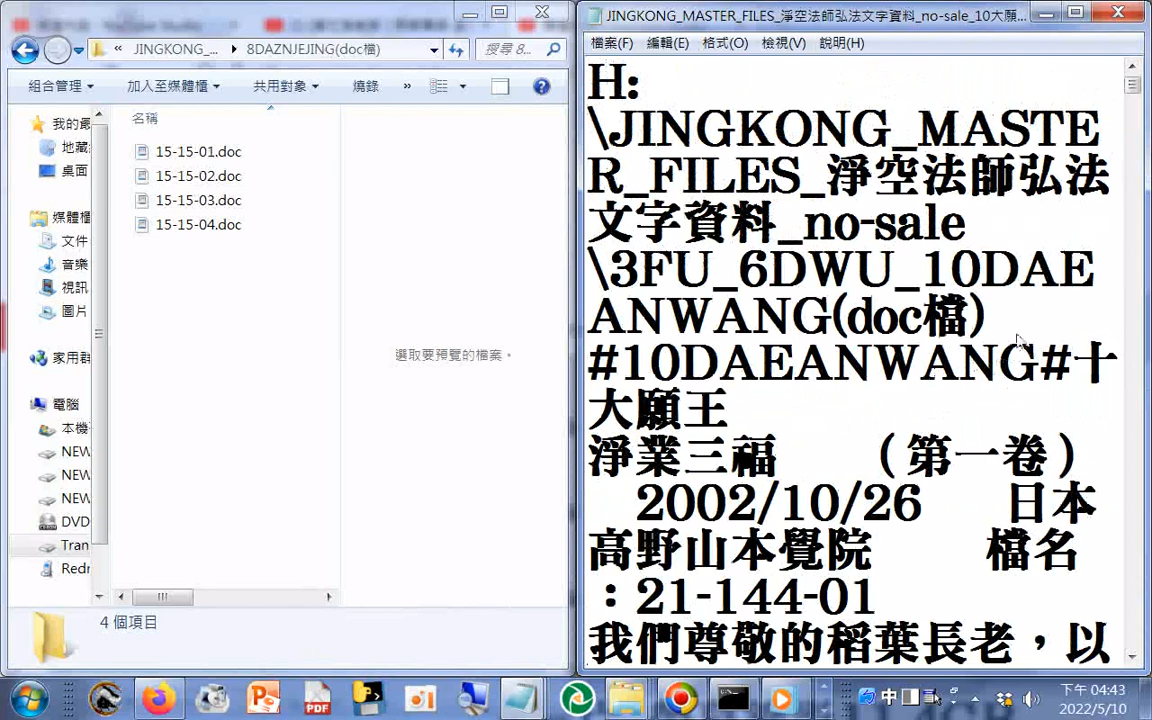 JINGKONG_...
8DAZNJEJING(doc檔)
搜尋 8...
組合管理
加入至媒體櫃
共用對象
燒錄
»
名稱
我的最
地藏
桌面
媒體櫃
文件
音樂
視訊
圖片
家用群
電腦
本機
NEW
NEW
NEW
DVD
Tran
15-15-01.doc
15-15-02.doc
15-15-03.doc
15-15-04.doc
選取要預覽的檔案。
4 個項目
JINGKONG_MASTER_FILES_淨空法師弘法文字資料_no-sale_10大願...
檔案(F) 編輯(E) 格式(O) 檢視(V) 說明(H)
H:
\JINGKONG_MASTE
R_FILES_淨空法師弘法
文字資料_no-sale
\3FU_6DWU_10DAE
ANWANG(doc檔)
#10DAEANWANG#十
大願王
淨業三福 （第一卷）
2002/10/26 日本
高野山本覺院 檔名
：21-144-01
我們尊敬的稻葉長老，以
PDF
中
下午 04:43
2022/5/10